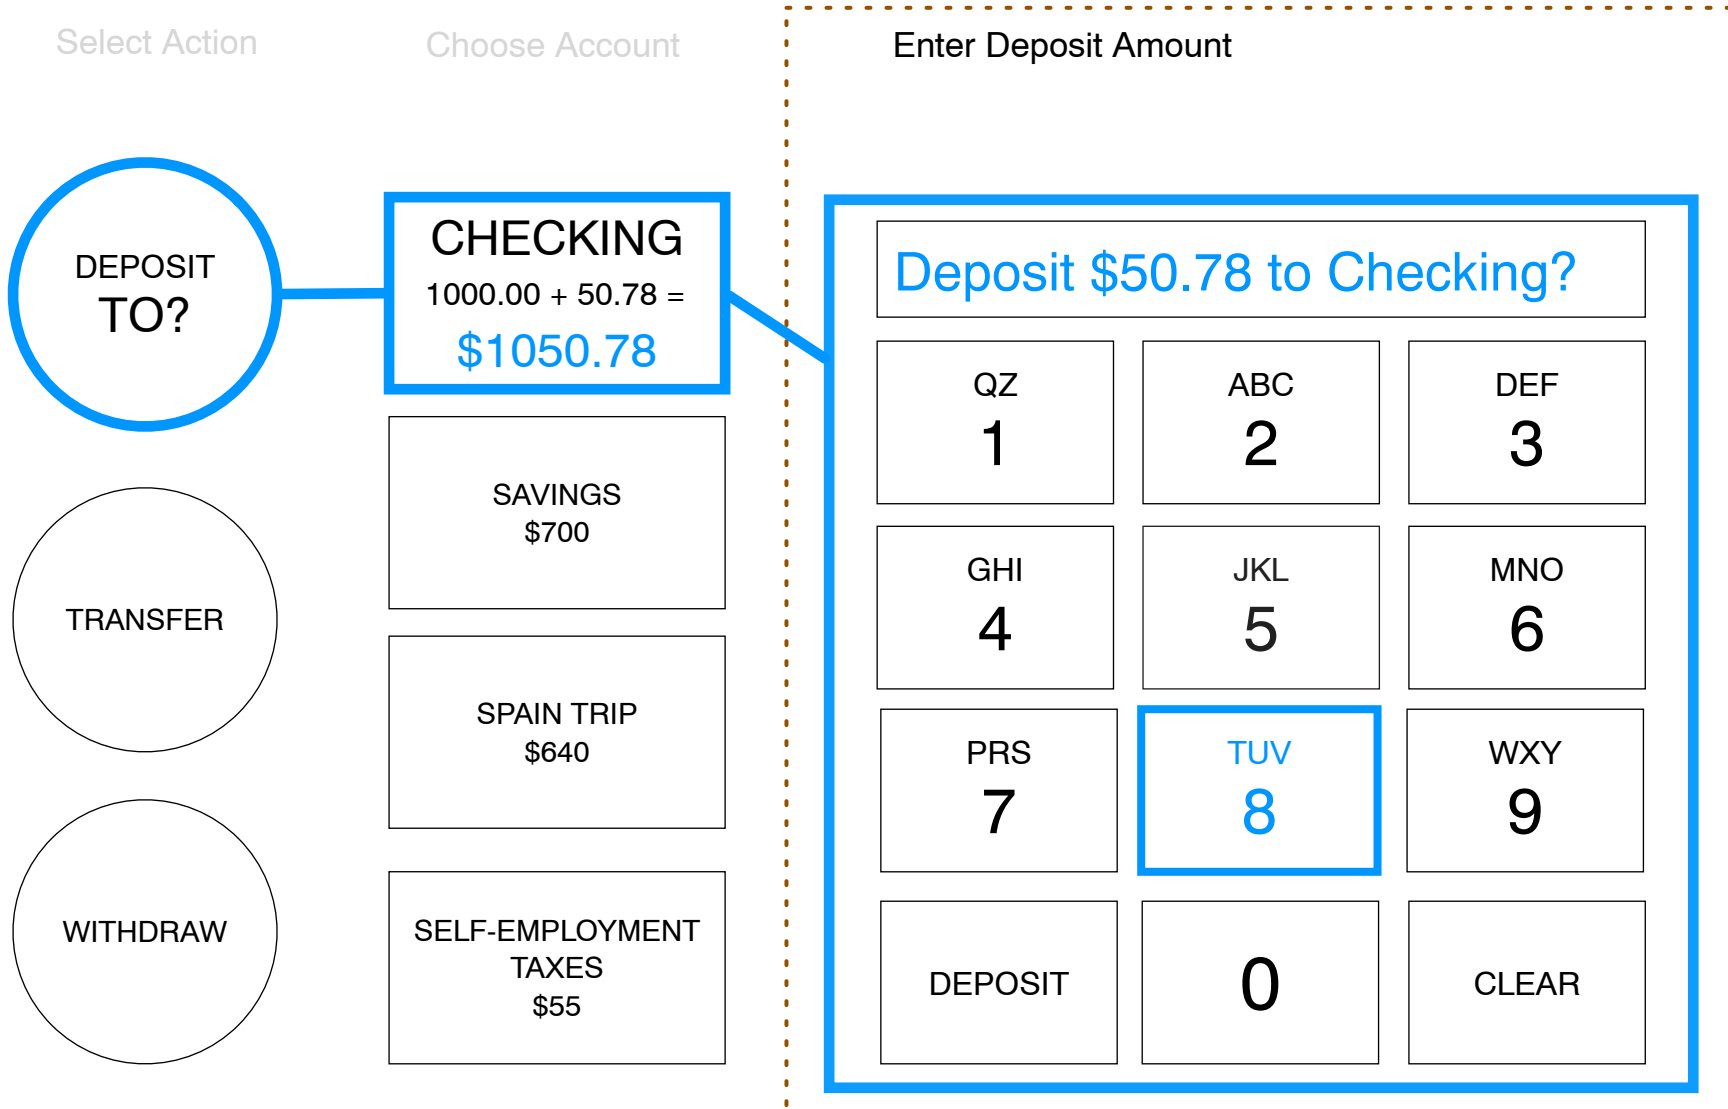 Select Action
Choose Account
Enter Deposit Amount
DEPOSIT
TO?
TRANSFER
WITHDRAW
CHECKING
1000.00 + 50.78 =
$1050.78
SAVINGS
$700
SPAIN TRIP
$640
SELF-EMPLOYMENT
TAXES
$55
Deposit $50.78 to Checking?
QZ
1
ABC
2
DEF
3
GHI
4
JKL
5
MNO
6
PRS
7
TUV
8
WXY
9
DEPOSIT
0
CLEAR